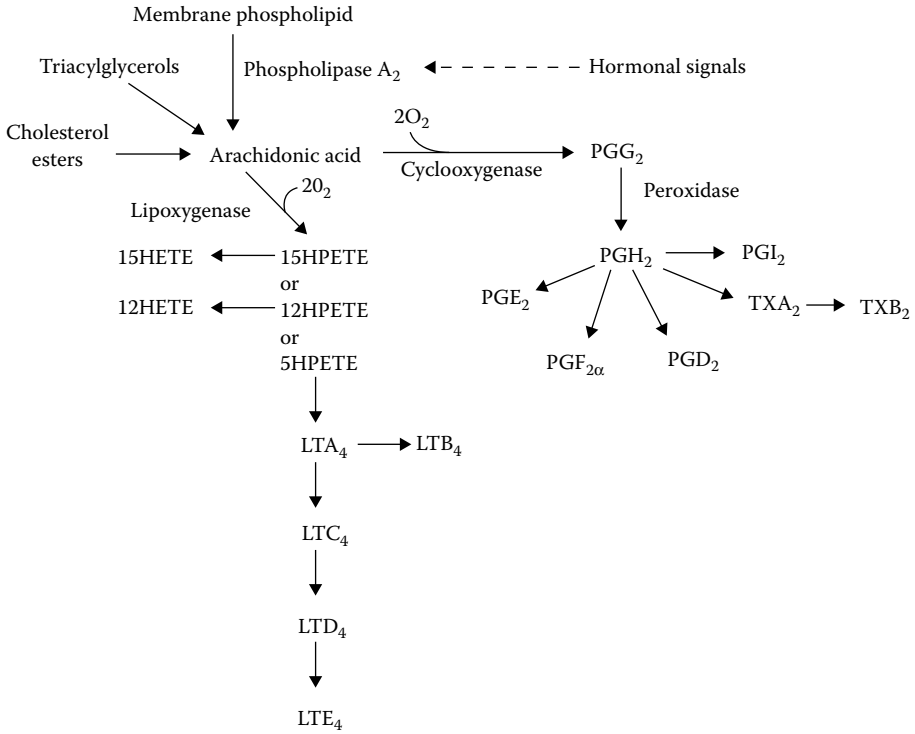 Membrane phospholipid
Triacylglycerols
Phospholipase A₂
Hormonal signals
Cholesterol
esters
Arachidonic acid
2O₂
Cyclooxygenase
PGG₂
Peroxidase
Lipoxygenase
20₂
15HETE
15HPETE
or
12HETE
12HPETE
or
5HPETE
PGH₂
PGI₂
PGE₂
TXA₂
TXB₂
PGF₂α
PGD₂
LTA₄
LTB₄
LTC₄
LTD₄
LTE₄